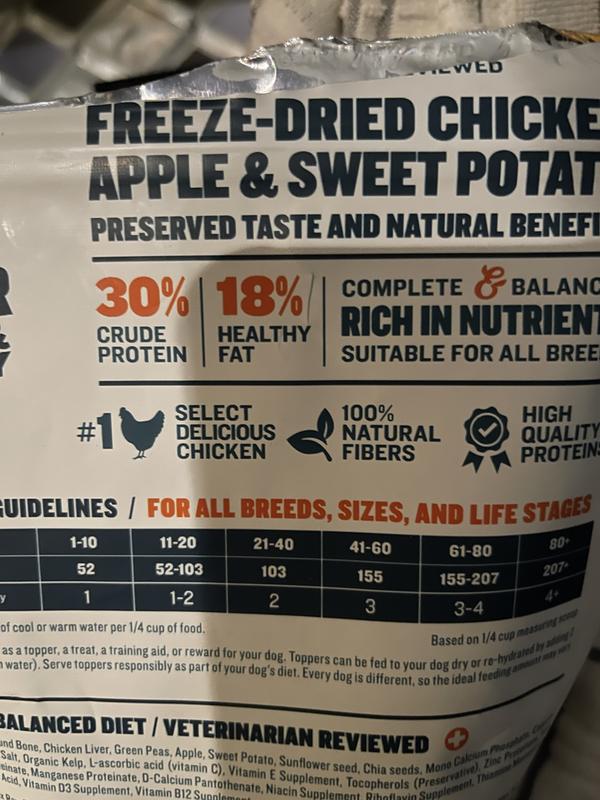 FREEZE-DRIED CHICKE
APPLE & SWEET POTAT
PRESERVED TASTE AND NATURAL BENEFI
30%
CRUDE
PROTEIN
18%
HEALTHY
FAT
COMPLETE & BALANC
RICH IN NUTRIENT
SUITABLE FOR ALL BREE
#1
SELECT
DELICIOUS
CHICKEN
100%
NATURAL
FIBERS
HIGH
QUALITY
PROTEINS
GUIDELINES / FOR ALL BREEDS, SIZES, AND LIFE STAGES
1-10 11-20 21-40 41-60 61-80 80+
52 52-103 103 155 155-207 207+
y 1 1-2 2 3 3-4 4+
of cool or warm water per 1/4 cup of food.
Based on 1/4 cup measuring scoop
as a topper, a treat, a training aid, or reward for your dog. Toppers can be fed to your dog dry or re-hydrated by adding
water). Serve toppers responsibly as part of your dog's diet. Every dog is different, so the ideal feeding amount may vary
BALANCED DIET / VETERINARIAN REVIEWED
und Bone, Chicken Liver, Green Peas, Apple, Sweet Potato, Sunflower seed, Chia seeds, Mono Calcium Phosphate,
Salt, Organic Kelp, L-ascorbic acid (vitamin C), Vitamin E Supplement, Tocopherols (Preservative), Zinc
einate, Manganese Proteinate, D-Calcium Pantothenate, Niacin Supplement, Riboflavin Supplement, Thiamine
Acid, Vitamin D3 Supplement, Vitamin B12